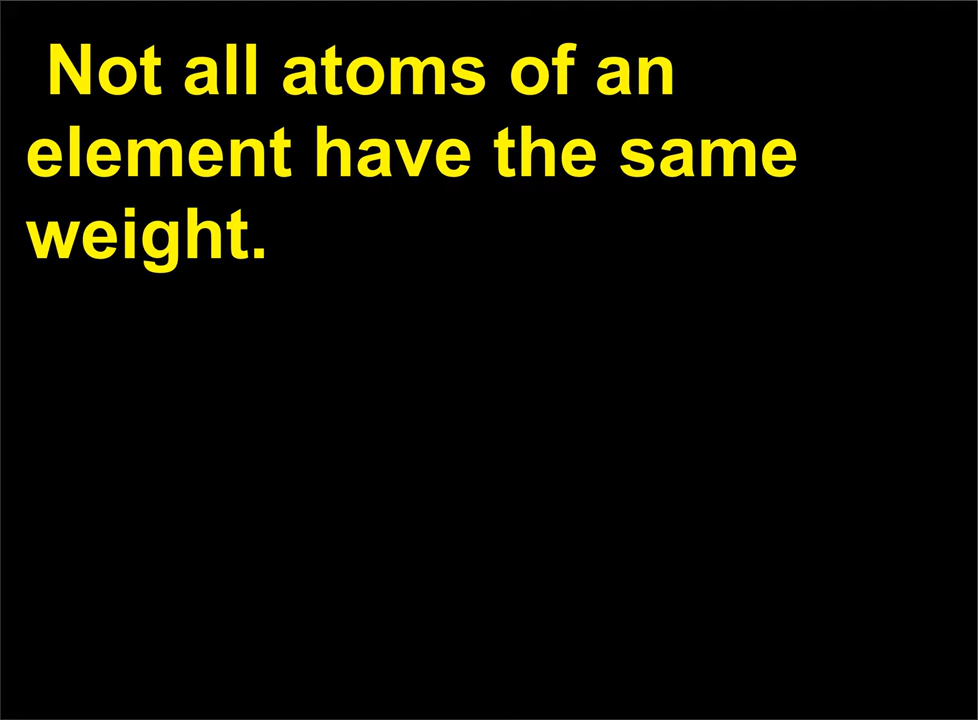 Not all atoms of an
element have the same
weight.